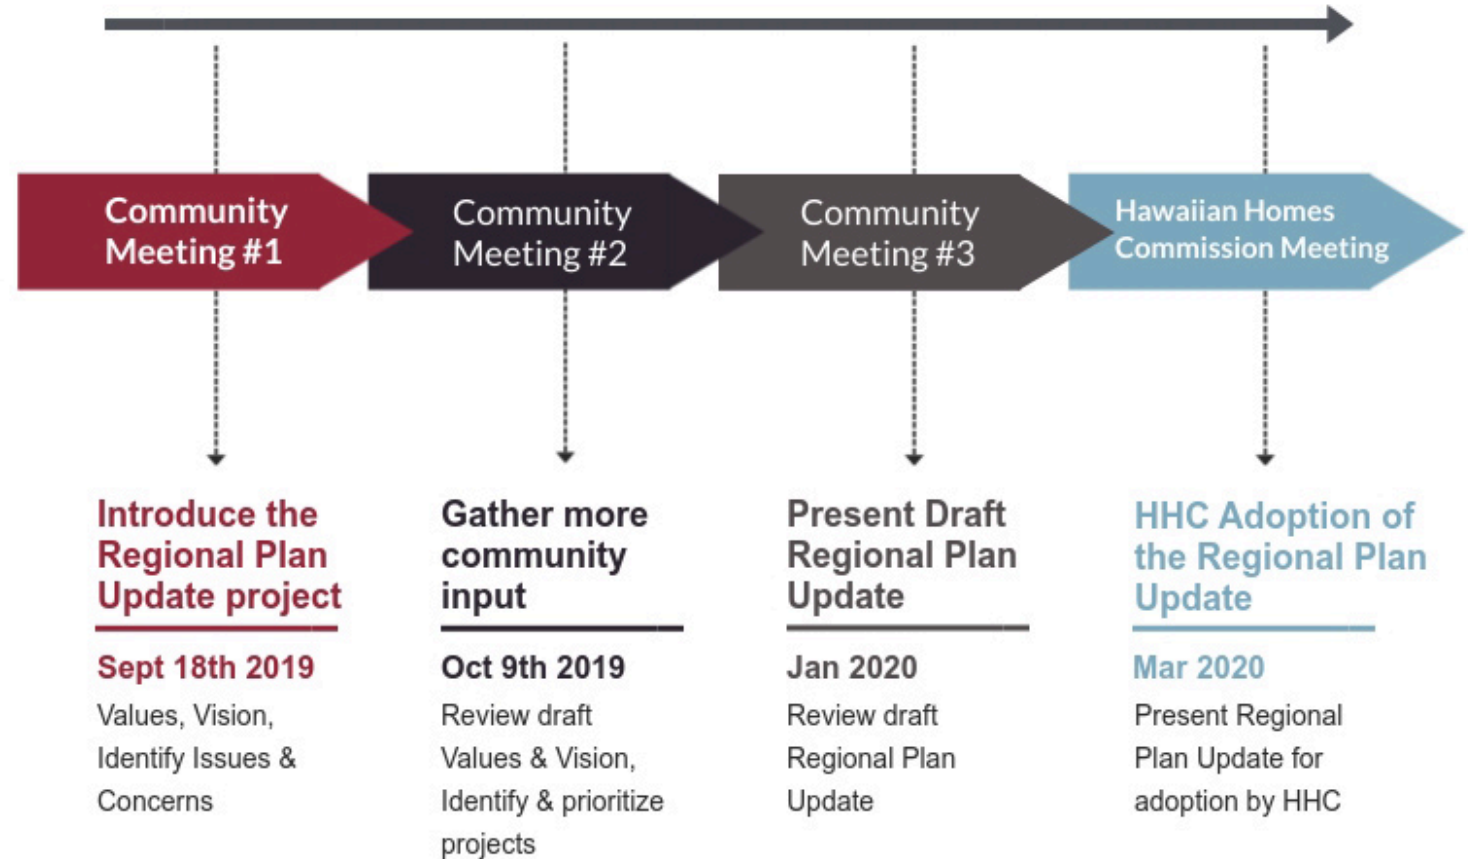 Community
Meeting #1
Community
Meeting #2
Community
Meeting #3
Hawaiian Homes
Commission Meeting
Introduce the
Regional Plan
Update project
Sept 18th 2019
Values, Vision,
Identify Issues &
Concerns
Gather more
community
input
Oct 9th 2019
Review draft
Values & Vision,
Identify & prioritize
projects
Present Draft
Regional Plan
Update
Jan 2020
Review draft
Regional Plan
Update
HHC Adoption of
the Regional Plan
Update
Mar 2020
Present Regional
Plan Update for
adoption by HHC